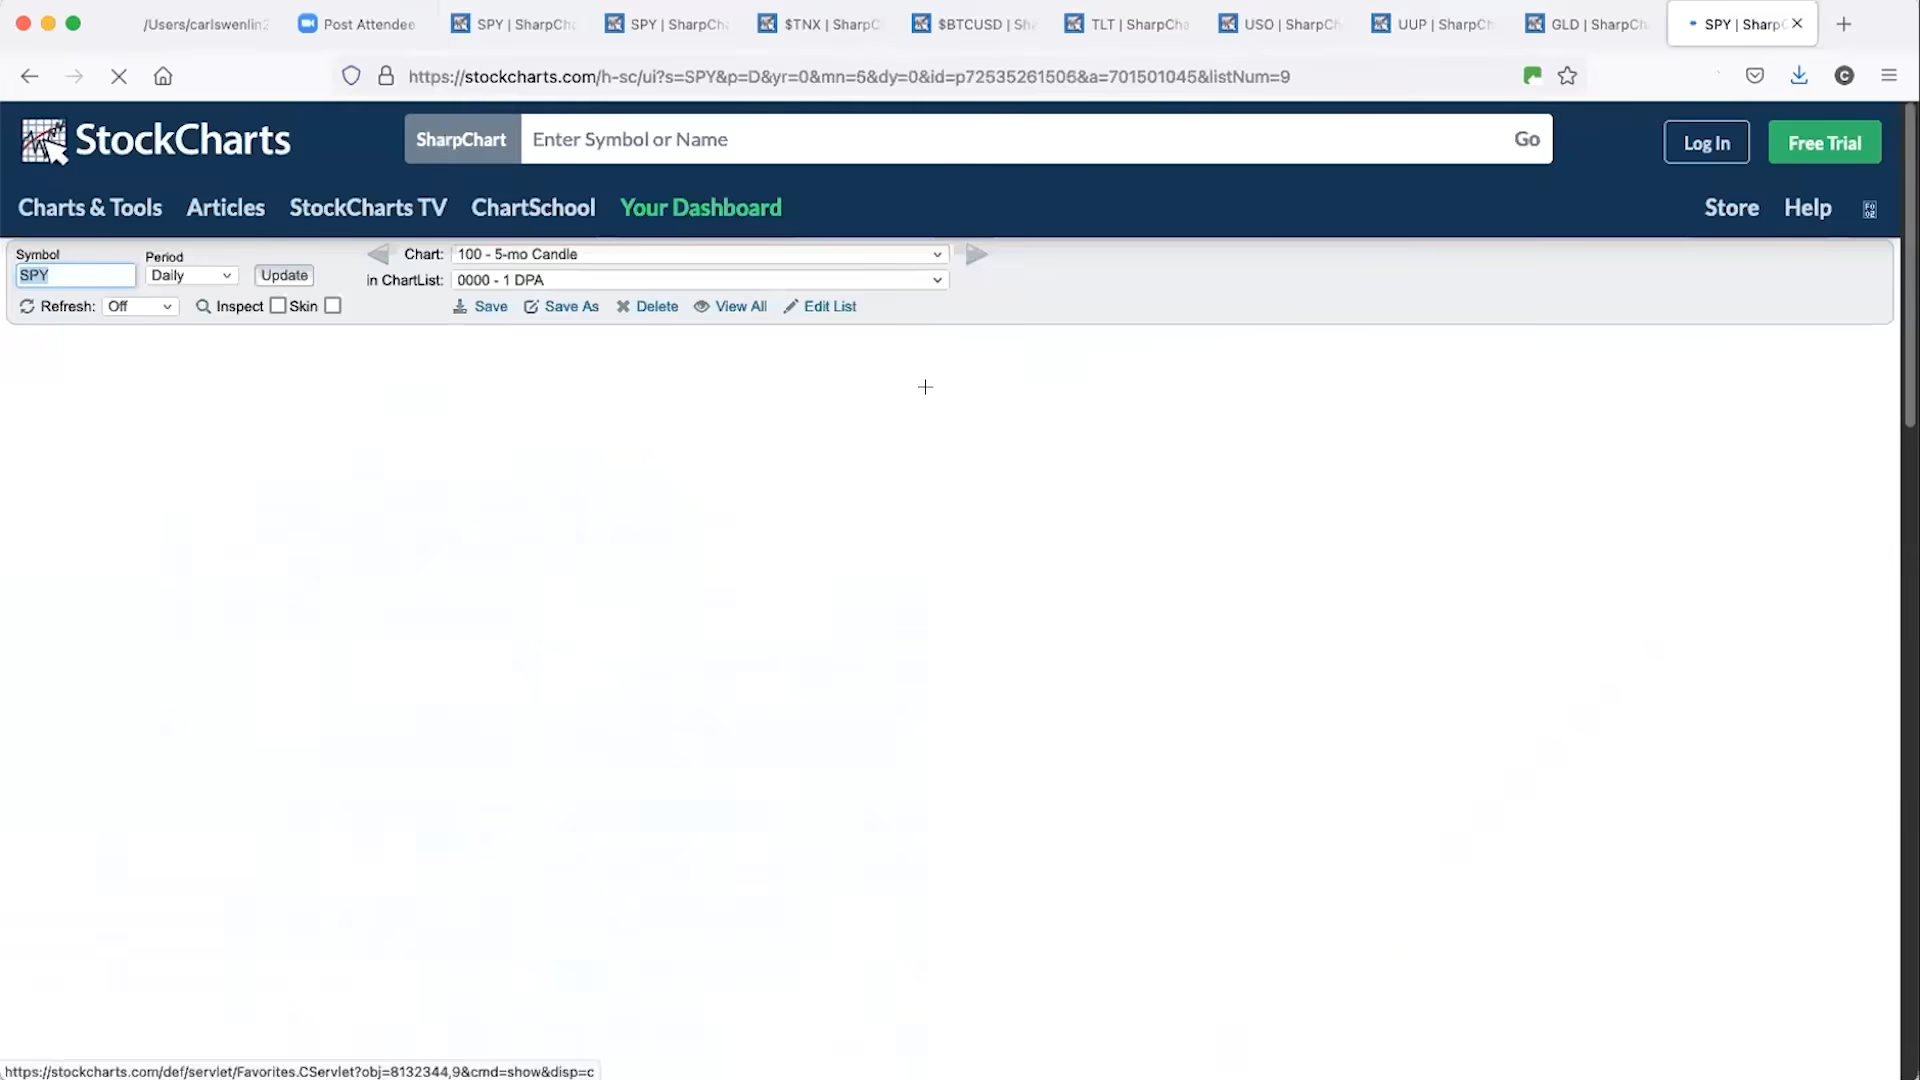 /Users/carlswenlin2
Post Attendee
SPY | SharpCha
SPY | SharpCha
$TNX | SharpC
$BTCUSD | Sha
TLT | SharpCha
USO | SharpCh
UUP | SharpCh
GLD | SharpCh
SPY | SharpC
https://stockcharts.com/h-sc/ui?s=SPY&p=D&yr=0&mn=6&dy=0&id=p72535261506&a=701501045&listNum=9
C
StockCharts
SharpChart
Enter Symbol or Name
Go
Log In
Free Trial
Charts & Tools
Articles
StockCharts TV
ChartSchool
Your Dashboard
Store
Help
Symbol
Period
Chart:
100 - 5-mo Candle
SPY
Daily
Update
in ChartList:
0000 - 1 DPA
Refresh:
Off
Inspect
Skin
Save
Save As
Delete
View All
Edit List
https://stockcharts.com/def/servlet/Favorites.CServlet?obj=8132344,9&cmd=show&disp=c